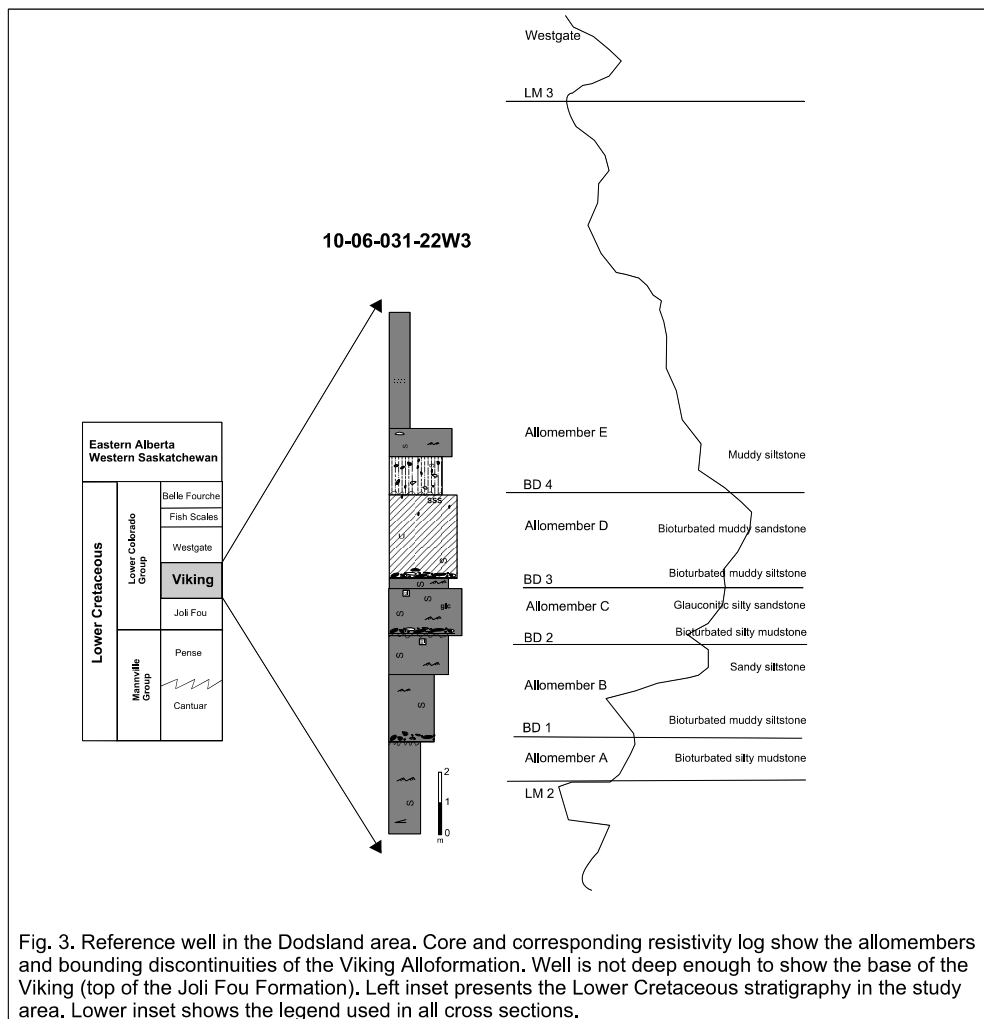 Westgate
LM 3
10-06-031-22W3
Eastern Alberta
Western Saskatchewan
Lower Cretaceous
Lower Colorado
Group
Mannville
Group
Belle Fourche
Fish Scales
Westgate
Viking
Joli Fou
Pense
Cantuar
S
SSS
S
S
S
glc
S
S
S
S
S
2
1
0
m
Allomember E
Muddy siltstone
BD 4
Allomember D
Bioturbated muddy sandstone
BD 3
Bioturbated muddy siltstone
Allomember C
Glauconitic silty sandstone
BD 2
Bioturbated silty mudstone
Sandy siltstone
Allomember B
BD 1
Bioturbated muddy siltstone
Allomember A
Bioturbated silty mudstone
LM 2
Fig. 3. Reference well in the Dodsland area. Core and corresponding resistivity log show the allomembers
and bounding discontinuities of the Viking Alloformation. Well is not deep enough to show the base of the
Viking (top of the Joli Fou Formation). Left inset presents the Lower Cretaceous stratigraphy in the study
area. Lower inset shows the legend used in all cross sections.